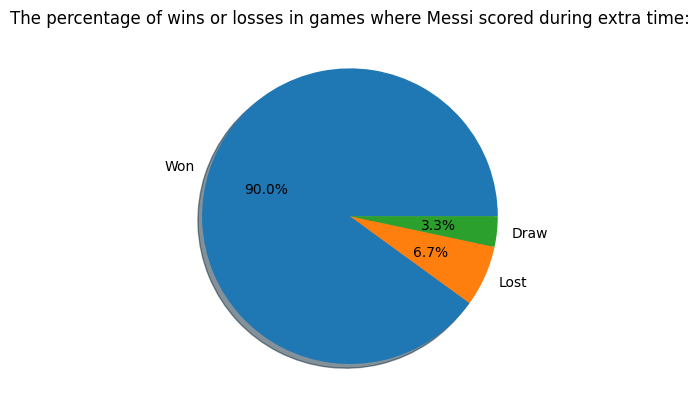 The percentage of wins or losses in games where Messi scored during extra time:
Won
90.0%
3.3%
Draw
6.7%
Lost